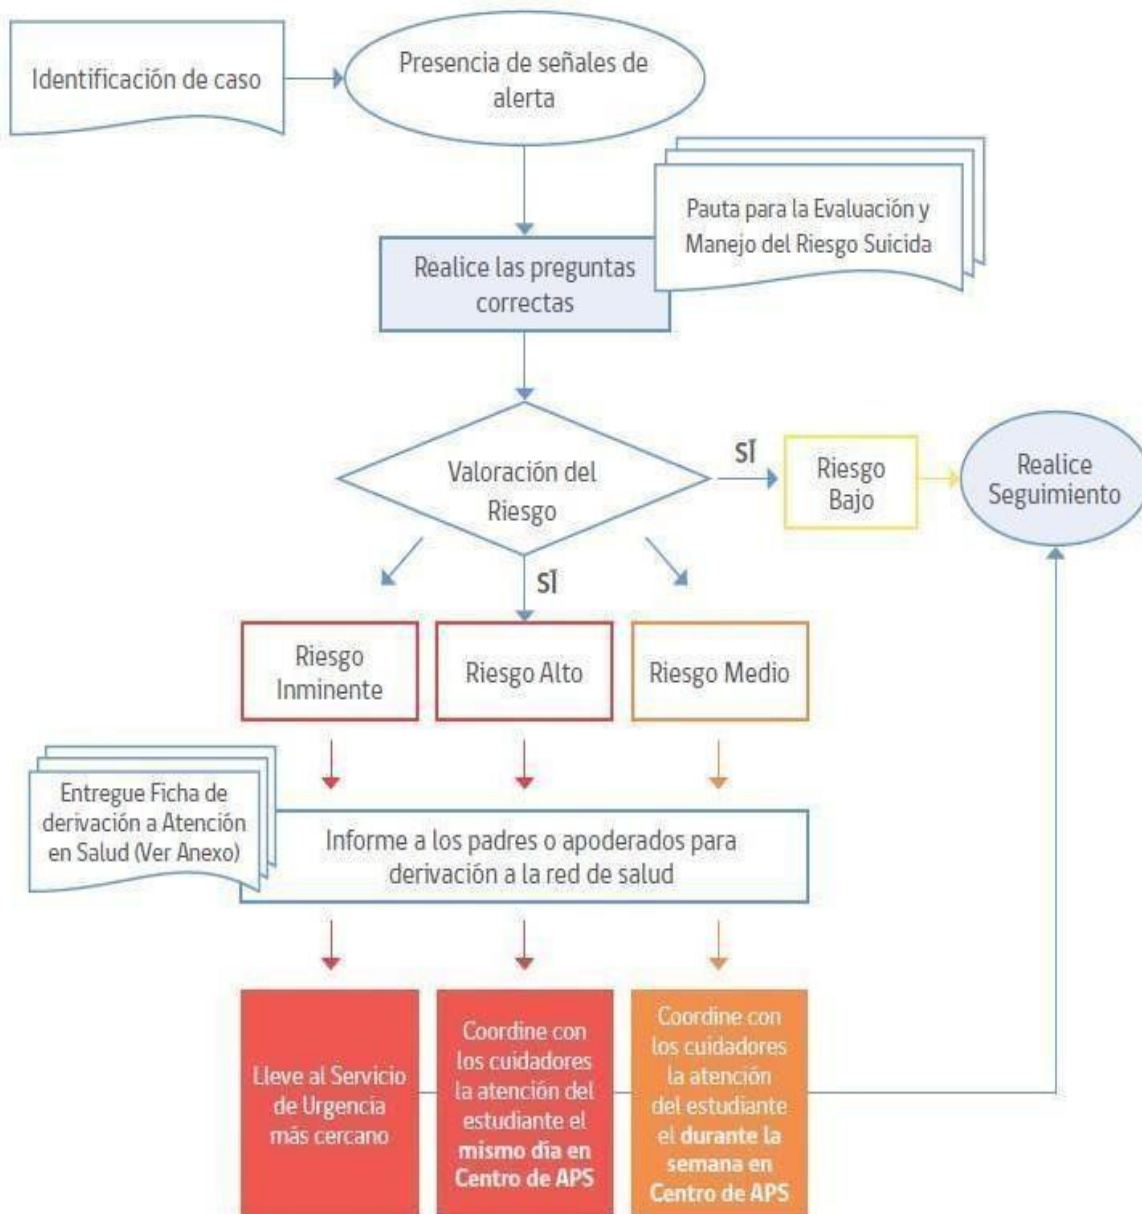 Identificación de caso
Presencia de señales de
alerta
Pauta para la Evaluación y
Manejo del Riesgo Suicida
Realice las preguntas
correctas
Valoración del
Riesgo
SÍ
Riesgo
Bajo
Realice
Seguimiento
SÍ
Riesgo
Inminente
Riesgo Alto
Riesgo Medio
Entregue Ficha de
derivación a Atención
en Salud (Ver Anexo)
Informe a los padres o apoderados para
derivación a la red de salud
Lleve al Servicio
de Urgencia
más cercano
Coordine con
los cuidadores
la atención del
estudiante el
mismo día en
Centro de APS
Coordine con
los cuidadores
la atención
del estudiante
el durante la
semana en
Centro de APS